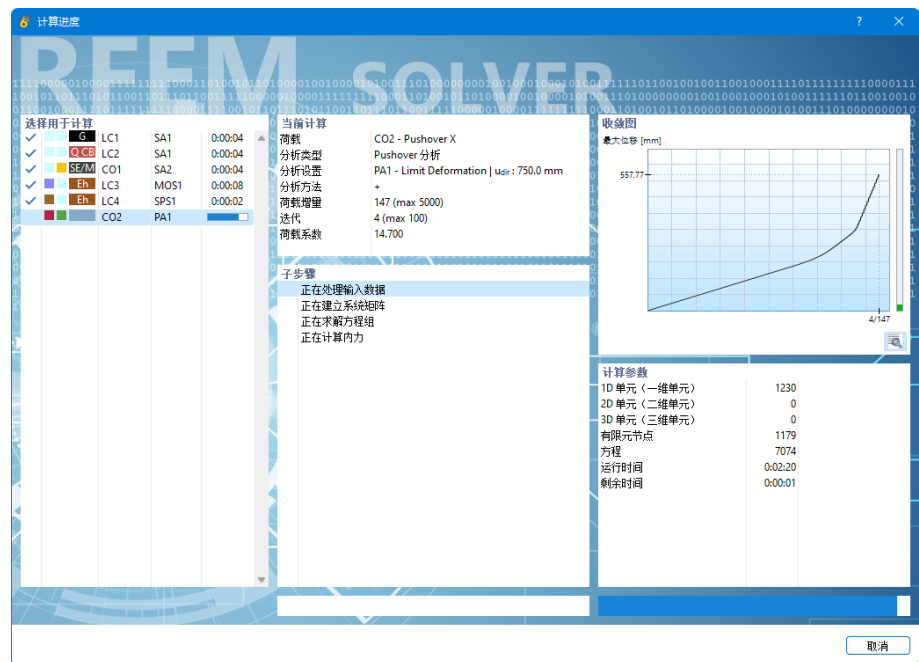 计算进度
RFEM SOLVER
选择用于计算
G LC1 SA1 0:00:04
Q CB LC2 SA1 0:00:04
SE/M CO1 SA2 0:00:04
Eh LC3 MOS1 0:00:08
Eh LC4 SPS1 0:00:02
CO2 PA1
当前计算
荷载 CO2 - Pushover X
分析类型 Pushover 分析
分析设置 PA1 - Limit Deformation | udir : 750.0 mm
分析方法 +
荷载增量 147 (max 5000)
迭代 4 (max 100)
荷载系数 14.700
子步骤
正在处理输入数据
正在建立系统矩阵
正在求解方程组
正在计算内力
收敛图
最大位移 [mm]
557.77
4/147
计算参数
1D 单元（一维单元） 1230
2D 单元（二维单元） 0
3D 单元（三维单元） 0
有限元节点 1179
方程 7074
运行时间 0:02:20
剩余时间 0:00:01
取消